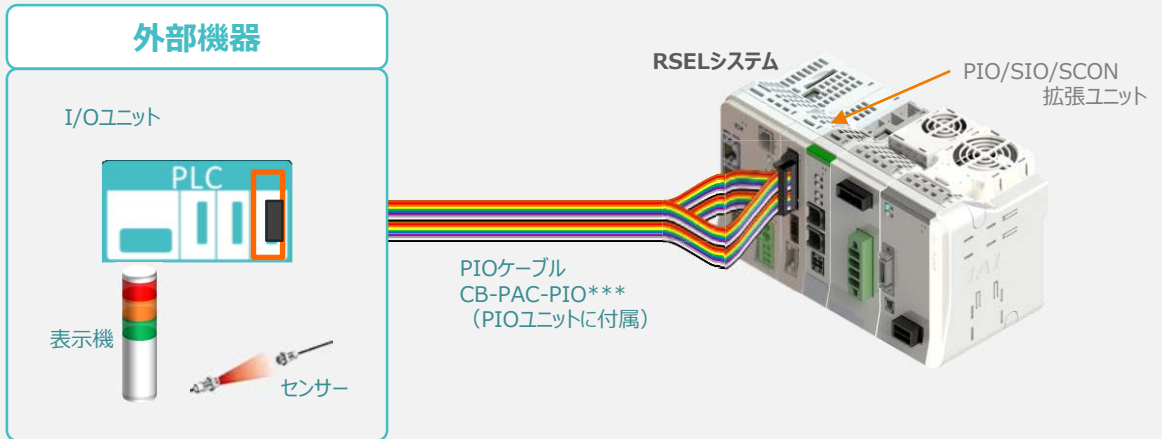 外部機器
I/Oユニット
PLC
表示機
センサー
PIOケーブル
CB-PAC-PIO***
（PIOユニットに付属）
RSELシステム
PIO/SIO/SCON
拡張ユニット